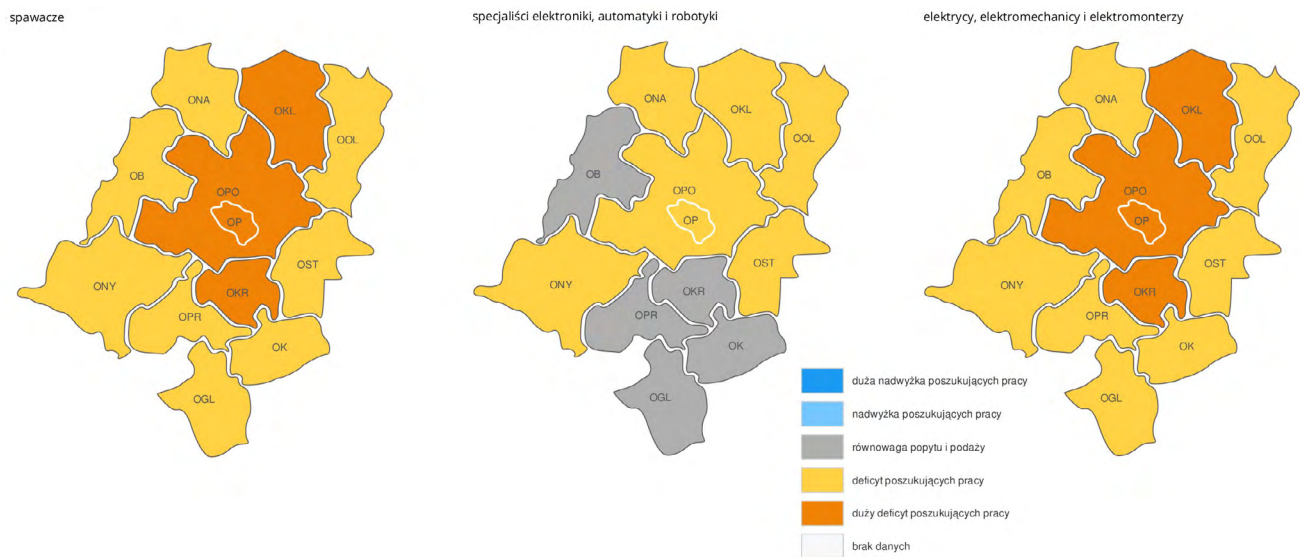 spawacze
specjaliści elektroniki, automatyki i robotyki
elektrycy, elektromechanicy i elektromonterzy
ONA
OKL
OOL
OB
OPO
OP
OST
ONY
OKR
OPR
OK
OGL
ONA
OKL
OOL
OB
OPO
OP
OST
ONY
OKR
OPR
OK
OGL
ONA
OKL
OOL
OB
OPO
OP
OST
ONY
OKR
OPR
OK
OGL
duża nadwyżka poszukujących pracy
nadwyżka poszukujących pracy
równowaga popytu i podaży
deficyt poszukujących pracy
duży deficyt poszukujących pracy
brak danych